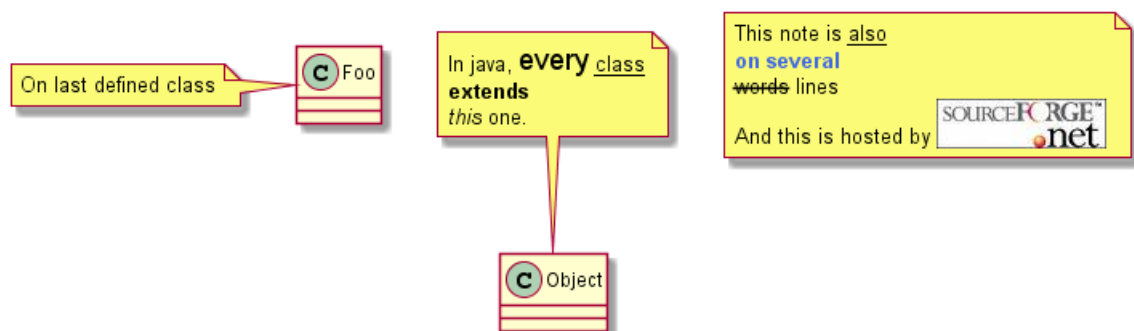 On last defined class
C Foo
In java, every class
extends
this one.
C Object
This note is also
on several
words lines
And this is hosted by SOURCEFORGE™
.net